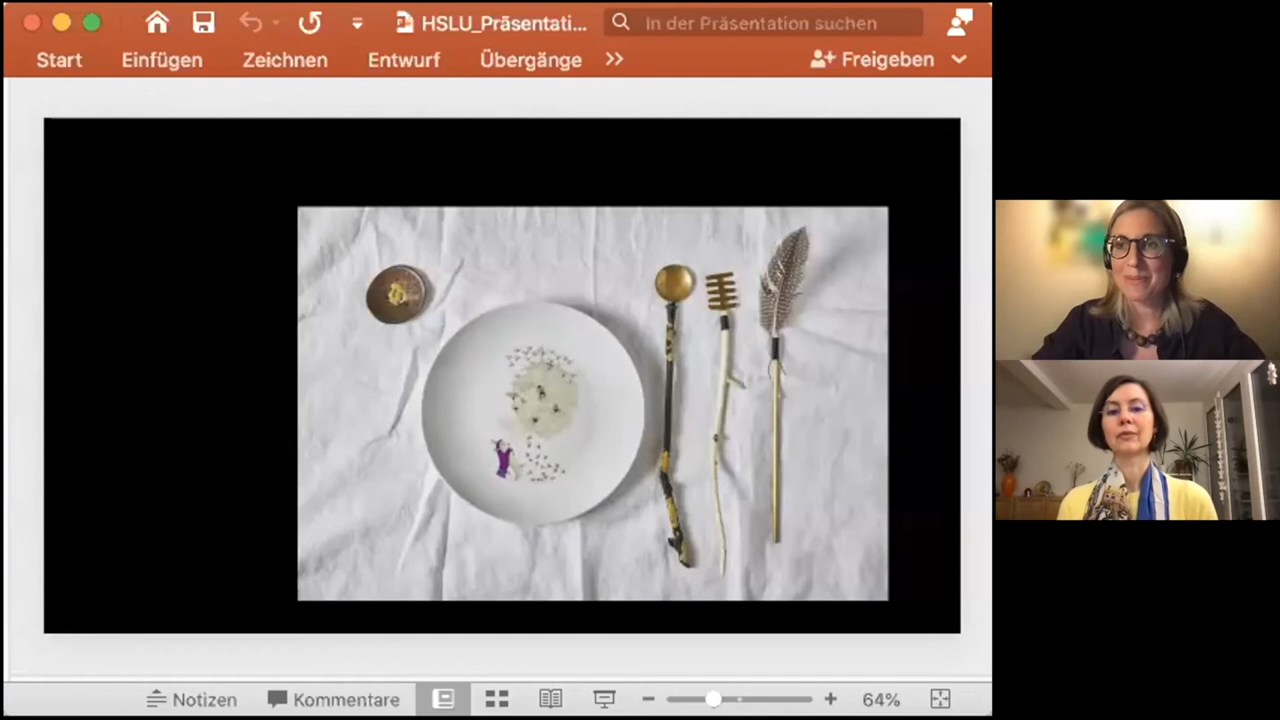 HSLU_Präsentati...
In der Präsentation suchen
Start Einfügen Zeichnen Entwurf Übergänge >> Freigeben
Notizen Kommentare 64%